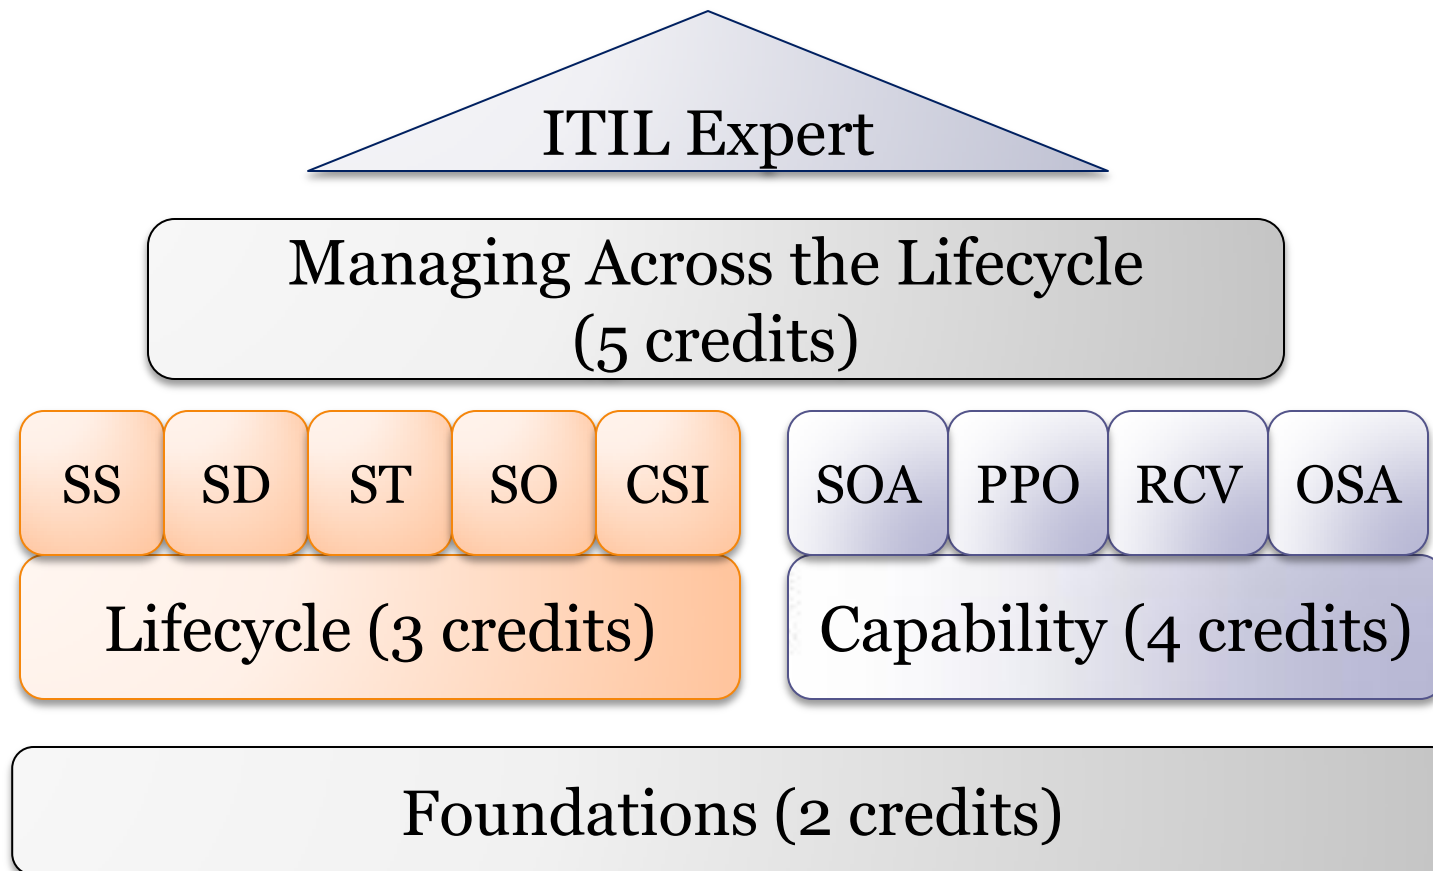 ITIL Expert
Managing Across the Lifecycle
(5 credits)
SS SD ST SO CSI SOA PPO RCV OSA
Lifecycle (3 credits) Capability (4 credits)
Foundations (2 credits)